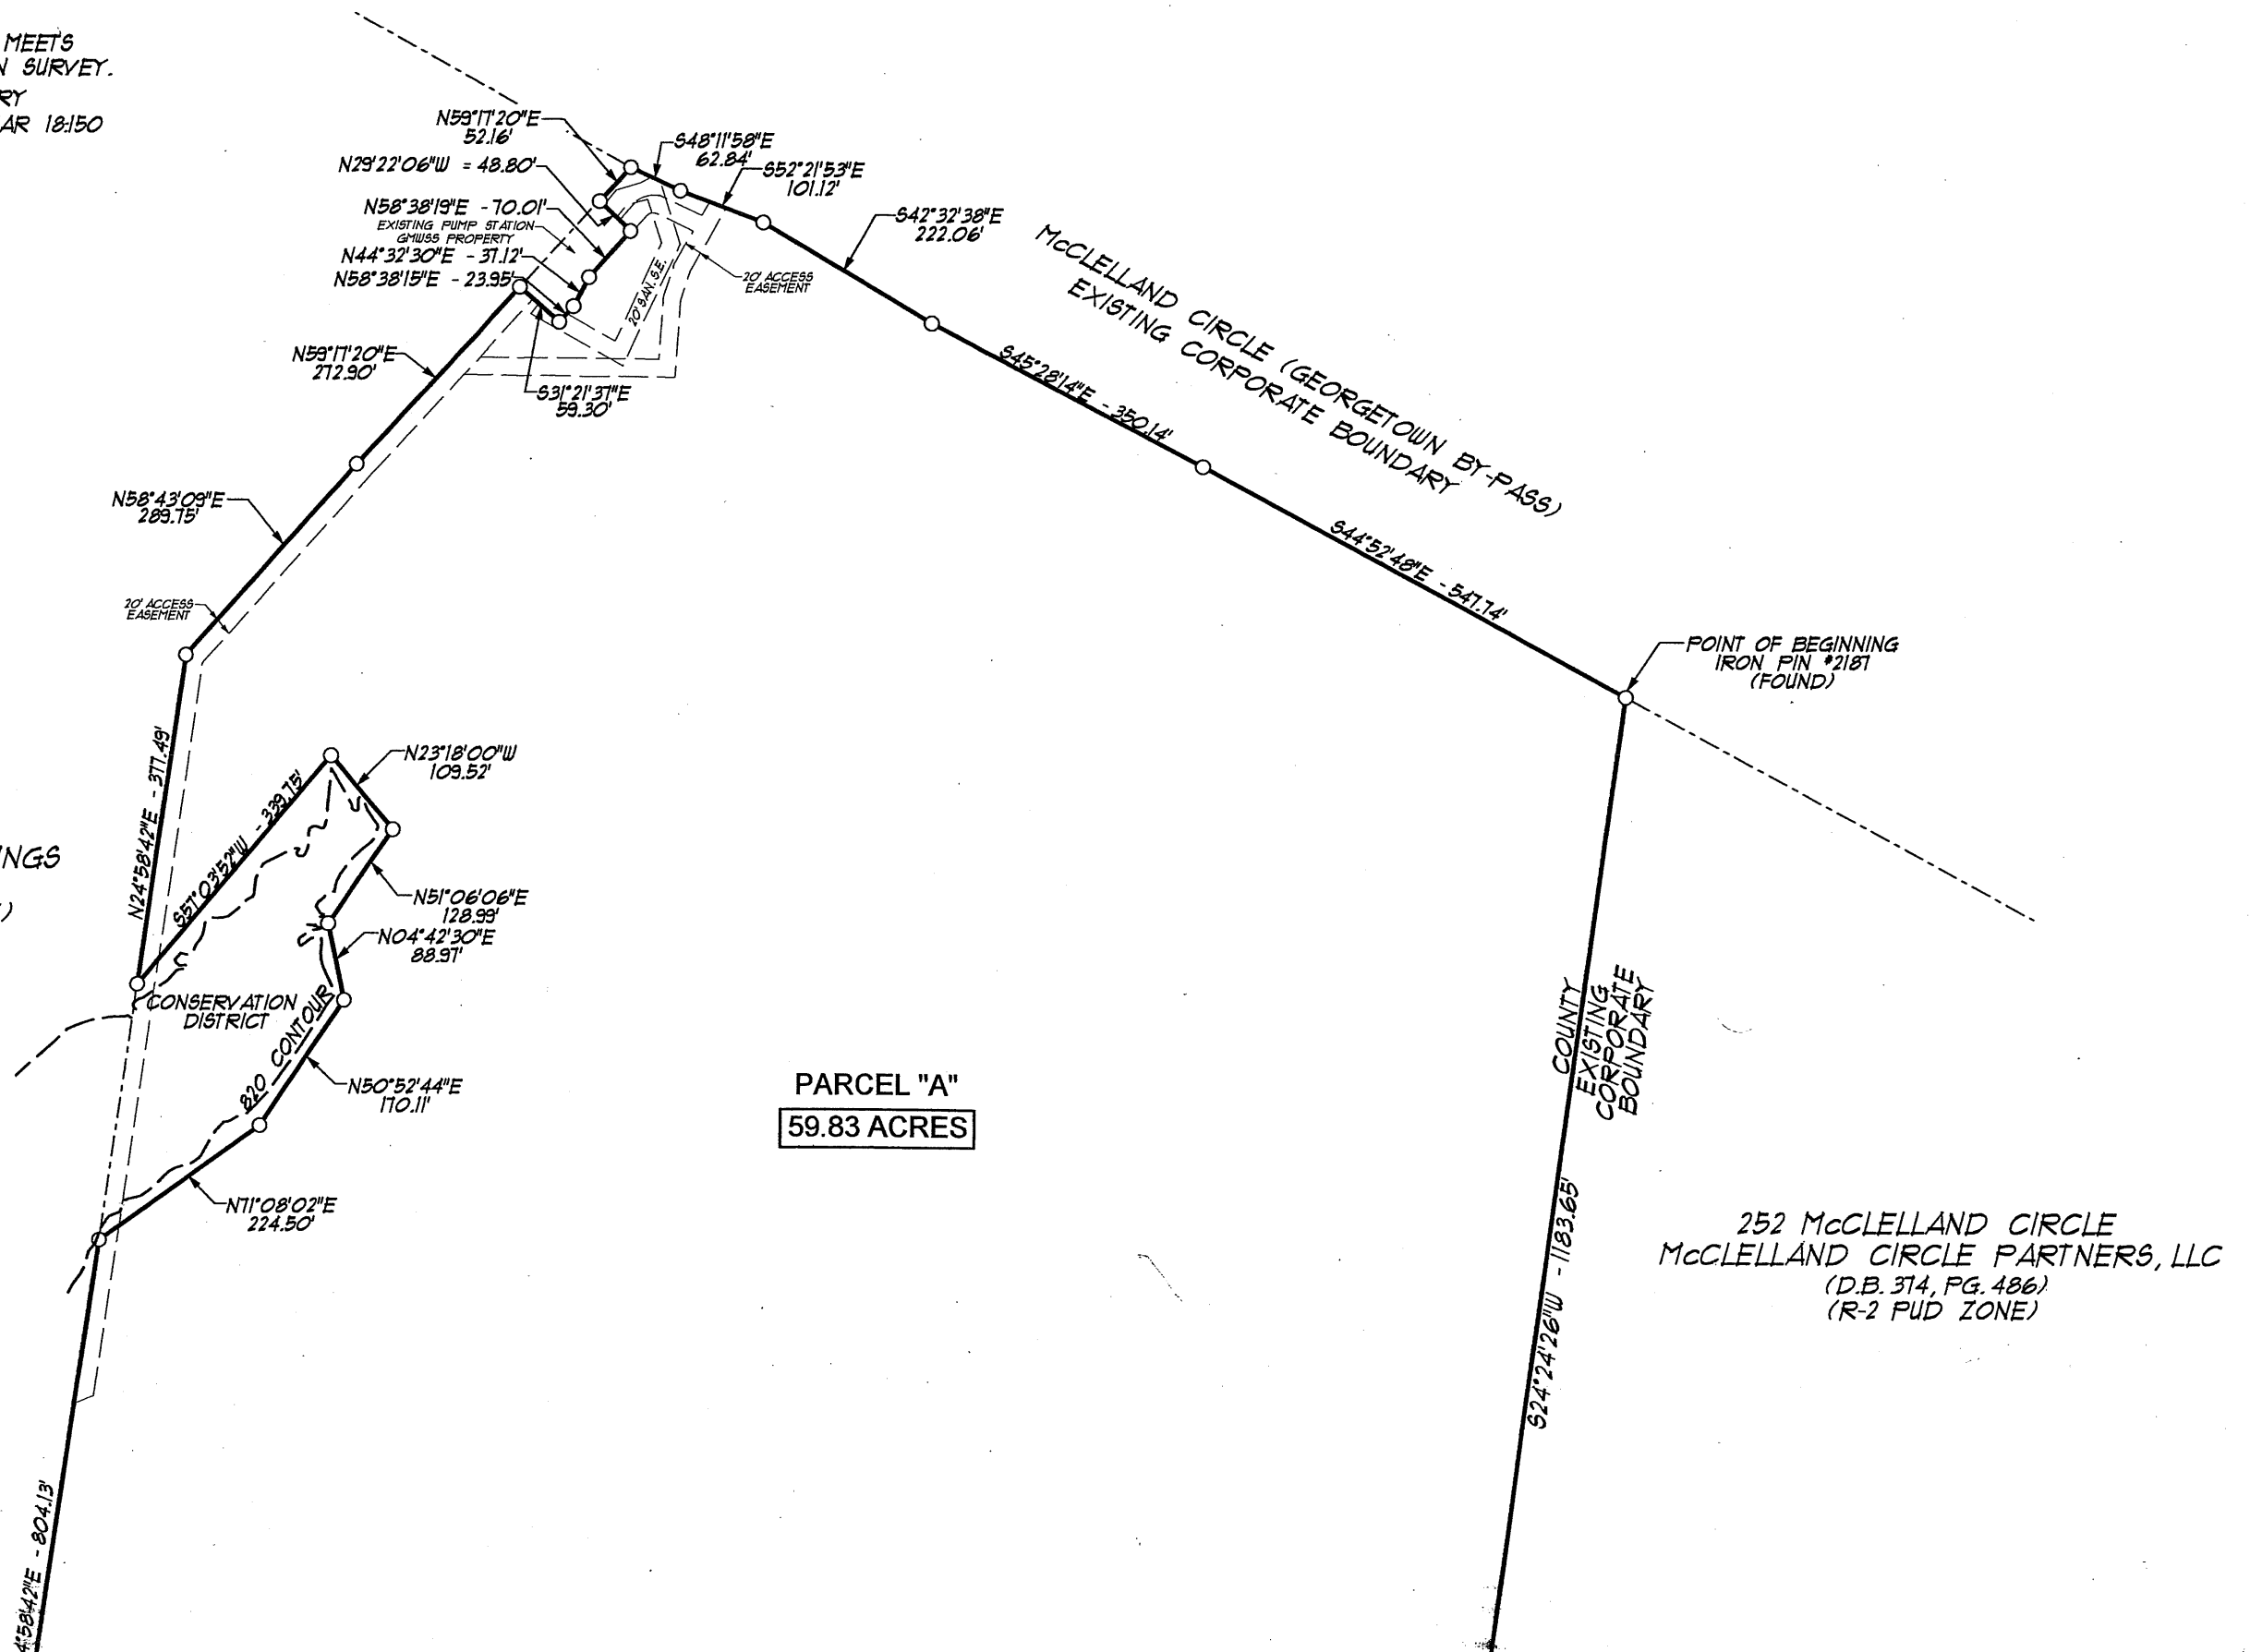 MEETS
SURVEY.
AR 18:150
N59°17'20"E
52.16'
S48°11'58"E
62.84'
N29°22'06"W = 48.80'
S52°21'53"E
101.12'
N58°38'19"E - 70.01'
EXISTING PUMP STATION
GMWSS PROPERTY
N44°32'30"E - 37.12'
N58°38'15"E - 23.95'
S42°32'38"E
222.06'
20' SAN. S.E.
20' ACCESS
EASEMENT
McCLELLAND CIRCLE (GEORGETOWN BY-PASS)
EXISTING CORPORATE BOUNDARY
N59°17'20"E
272.90'
S31°21'37"E
59.30'
S45°28'14"E - 350.14'
N58°43'09"E
289.75'
S44°52'48"E - 547.74'
20' ACCESS
EASEMENT
POINT OF BEGINNING
IRON PIN #2187
(FOUND)
N24°58'42"E - 377.49'
S57°03'52"W - 339.75'
N23°18'00"W
109.52'
INGS
N51°06'06"E
128.99'
N04°42'30"E
88.97'
CONSERVATION
DISTRICT
820 CONTOUR
COUNTY
EXISTING
CORPORATE
BOUNDARY
N50°52'44"E
170.11'
PARCEL "A"
59.83 ACRES
N71°08'02"E
224.50'
S24°24'26"W - 1183.65'
252 McCLELLAND CIRCLE
McCLELLAND CIRCLE PARTNERS, LLC
(D.B. 374, PG. 486)
(R-2 PUD ZONE)
4°58'42"E - 804.13'